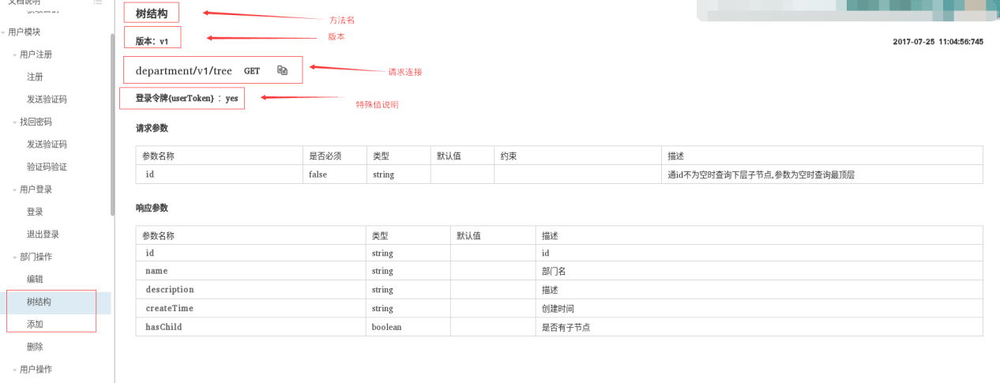 文档说明
用户模块
用户注册
注册
发送验证码
找回密码
发送验证码
验证码验证
用户登录
登录
退出登录
部门操作
编辑
树结构
添加
删除
用户操作
树结构
方法名
版本：v1
版本
2017-07-25 11:04:56:745
department/v1/tree GET
请求连接
登录令牌{userToken} ：yes
特殊值说明
请求参数
参数名称 是否必须 类型 默认值 约束 描述
id false string 通id不为空时查询下层子节点,参数为空时查询最顶层
响应参数
参数名称 类型 默认值 描述
id string id
name string 部门名
description string 描述
createTime string 创建时间
hasChild boolean 是否有子节点